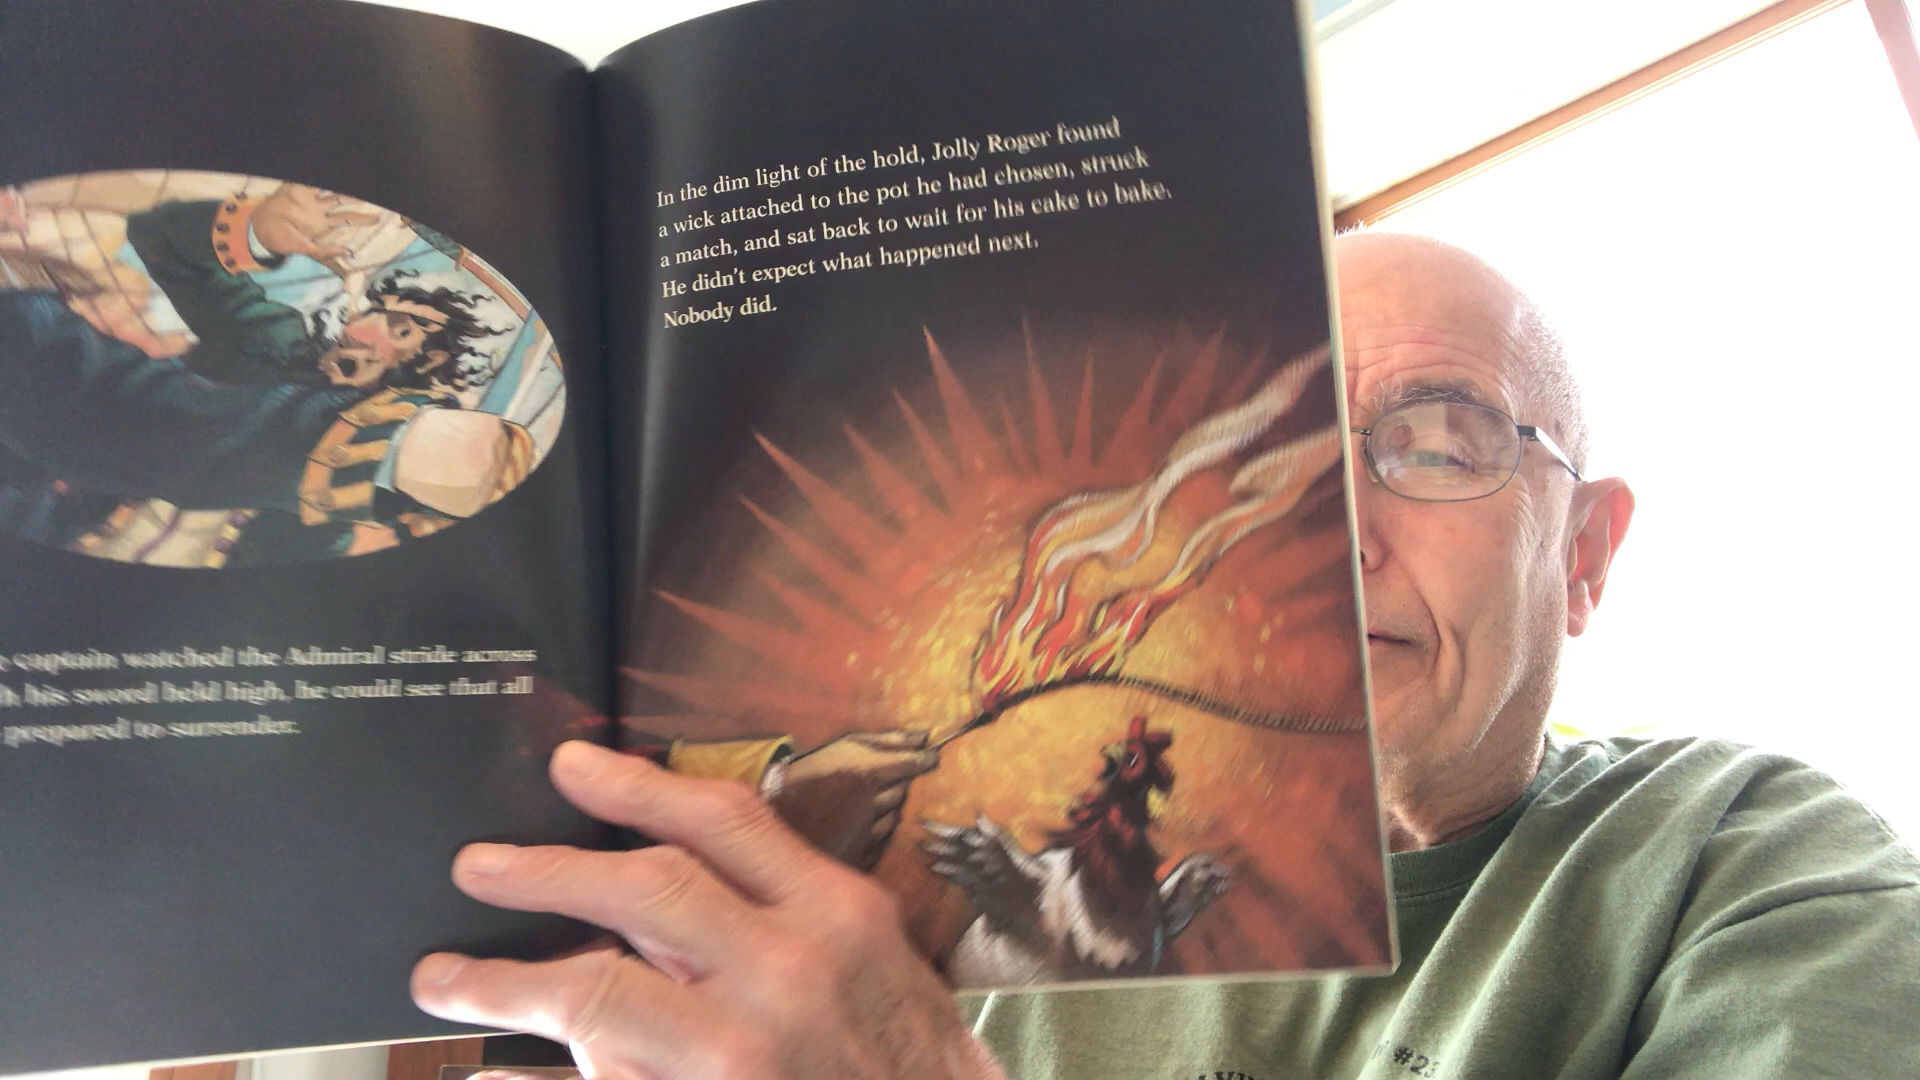 captain watched the Admiral stride across
his sword held high, he could see that all
prepared to surrender.
In the dim light of the hold, Jolly Roger found
a wick attached to the pot he had chosen, struck
a match, and sat back to wait for his cake to bake.
He didn't expect what happened next.
Nobody did.